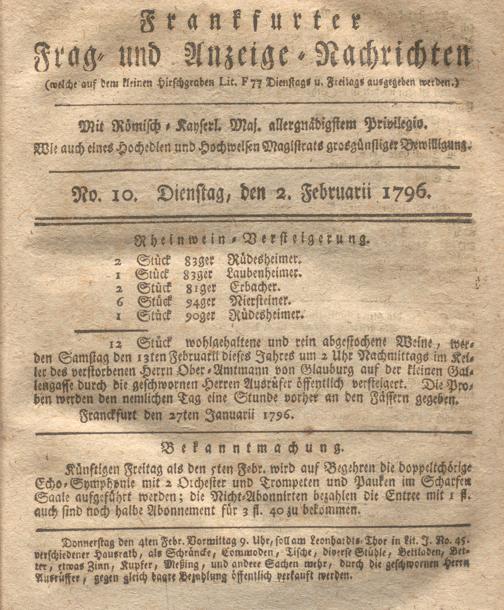 Frankfurter
Frag- und Anzeige-Nachrichten
(welche auf dem kleinen Hirschgraben Lit. F 77 Dienstags u. Freitags ausgegeben werden.)
Mit Römisch-Kayserl. Maj. allergnädigstem Privilegio.
Wie auch eines Hochedlen und Hochweisen Magistrats grosgünstiger Bewilligung.
No. 10. Dienstag, den 2. Februarii 1796.
Rheinwein-Versteigerung.
2 Stück 83ger Rüdesheimer.
1 Stück 83ger Laubenheimer.
2 Stück 81ger Erbacher.
6 Stück 94ger Niersteiner.
1 Stück 90ger Rüdesheimer.
12 Stück wohlgehaltene und rein abgestochene Weine, wer-
den Samstag den 13ten Februarii dieses Jahres um 2 Uhr Nachmittags im Kel-
ler des verstorbenen Herrn Ober-Amtmann von Glauburg auf der kleinen Gal-
lengasse durch die geschwornen Herren Ausrüfer öffentlich versteigert. Die Pro-
ben werden den nemlichen Tag eine Stunde vorher an den Fässern gegeben.
Franckfurt den 27ten Januarii 1796.
Bekanntmachung.
Künftigen Freitag als den 5ten Febr. wird auf Begehren die doppeltchörige
Echo-Symphonie mit 2 Orchester und Trompeten und Pauken im Scharfen
Saale aufgeführt werden; die Nicht-Abonnirten bezahlen die Entree mit 1 fl.
auch sind noch halbe Abonnement für 3 fl. 40 zu bekommen.
Donnerstag den 4ten Febr. Vormittag 9. Uhr, soll am Leonhards-Thor in Lit. J. No. 45.
verschiedener Hausrath, als Schräncke, Commoden, Tische, diverse Stühle, Bettladen, Bet-
ter, etwas Zinn, Kupfer, Meßing, und andere Sachen mehr, durch die geschwornen Herrn
Ausrüffer, gegen gleich baare Bezahlung öffentlich verkauft werden.